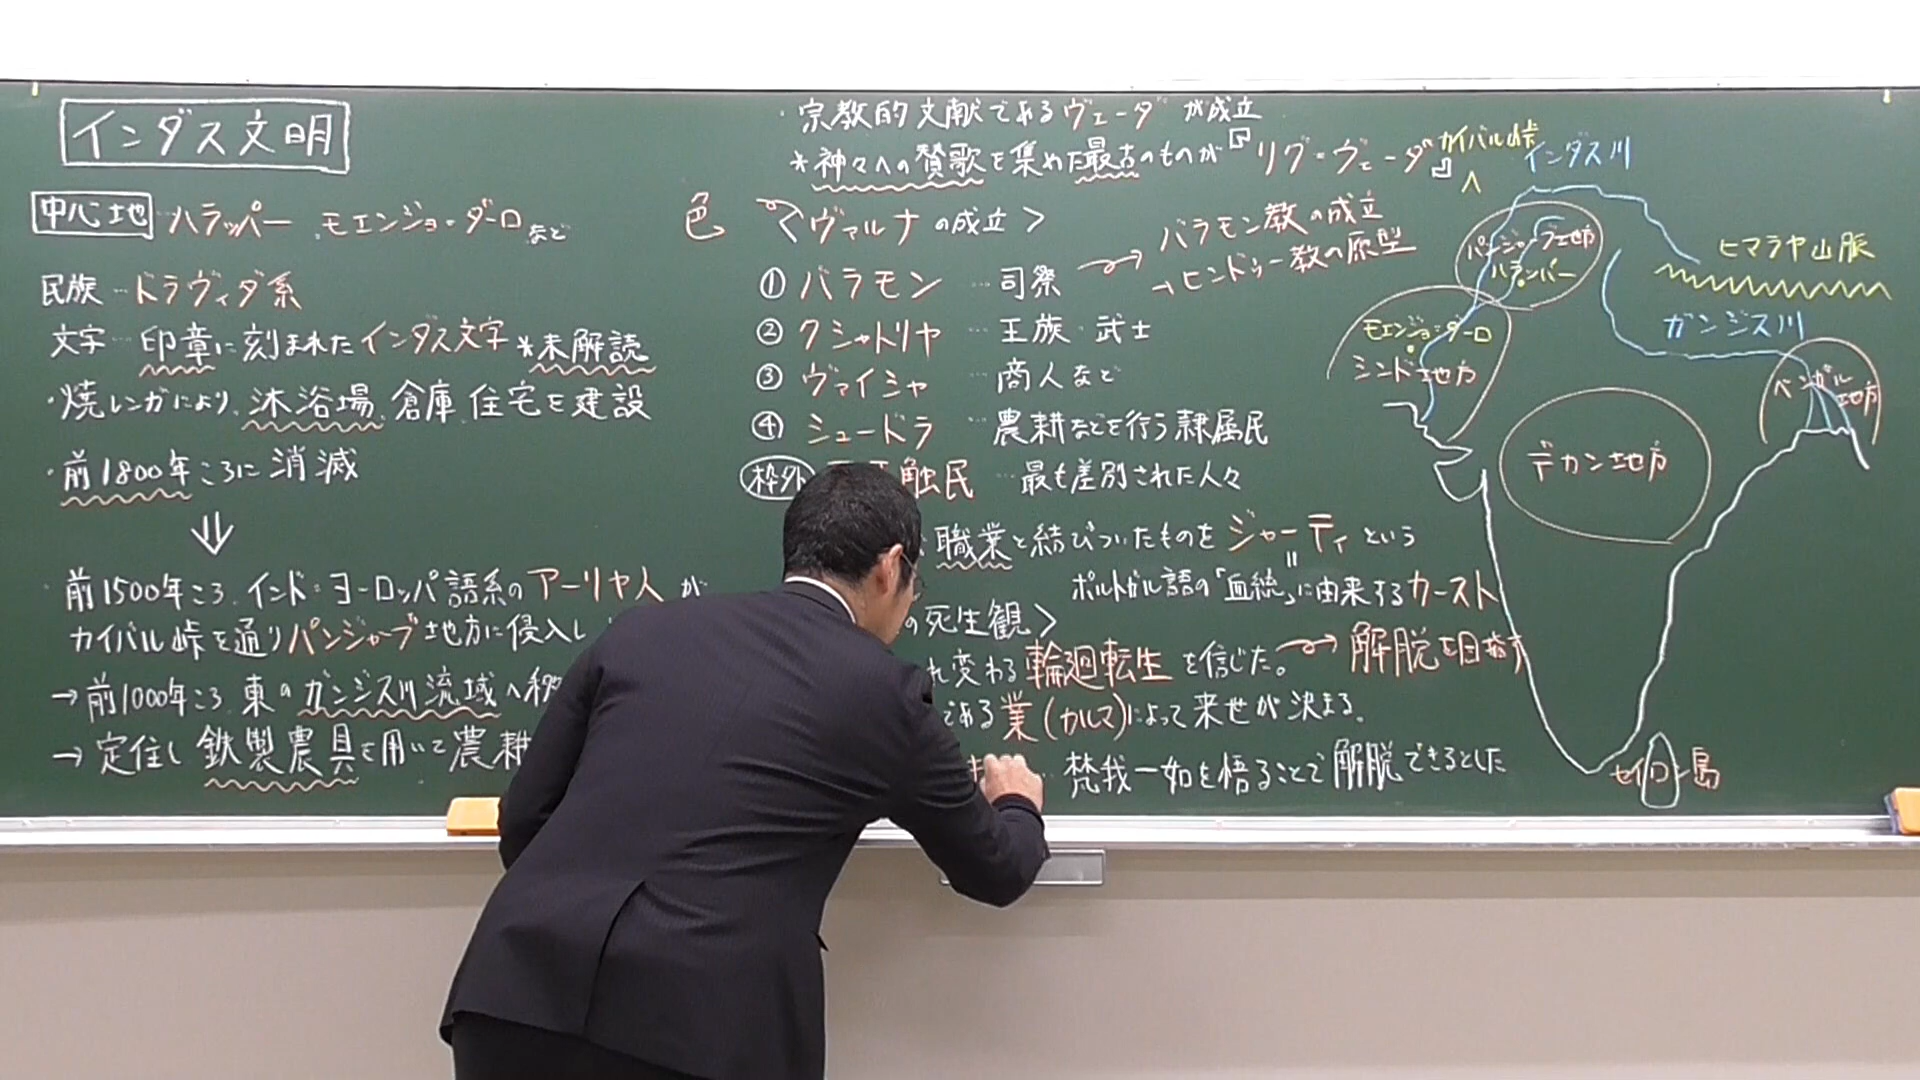 インダス文明
中心地 ハラッパー モエンジョ=ダーロなど
民族…ドラヴィダ系
文字…印章に刻まれたインダス文字*未解読
・焼レンガにより、沐浴場、倉庫、住宅を建設
・前1800年ころに消滅
⇓
前1500年ころ、インド=ヨーロッパ語系のアーリヤ人が
カイバル峠を通りパンジャーブ地方に侵入し
→前1000年ころ、東のガンジス川流域へ移
→定住し鉄製農具を用いて農耕
・宗教的文献であるヴェーダが成立
*神々への賛歌を集めた最古のものが『リグ=ヴェーダ』
色 <ヴァルナの成立>
①バラモン…司祭
→バラモン教の成立
→ヒンドゥー教の原型
②クシャトリヤ…王族・武士
③ヴァイシャ…商人など
④シュードラ…農耕などを行う隷属民
枠外 触民…最も差別された人々
職業と結びついたものをジャーティという
=
ポルトガル語の「血統」に由来するカースト
の死生観>
れ変わる輪廻転生を信じた。→解脱を目指す
である業(カルマ)によって来世が決まる。
…梵我一如を悟ることで解脱できるとした
カイバル峠
インダス川
パンジャーブ地方
ハラッパー
ヒマラヤ山脈
ガンジス川
モエンジョ=ダーロ
シンド地方
ベンガル地方
デカン地方
セイロン島